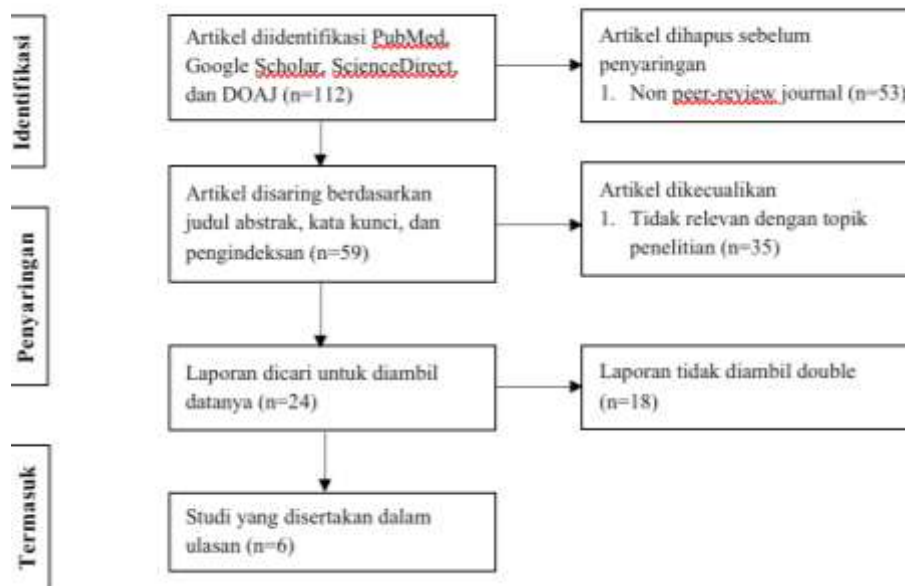 Identifikasi
Artikel diidentifikasi PubMed,
Google Scholar, ScienceDirect,
dan DOAJ (n=112)
Artikel dihapus sebelum
penyaringan
1. Non peer-review journal (n=53)
Penyaringan
Artikel disaring berdasarkan
judul abstrak, kata kunci, dan
pengindeksan (n=59)
Artikel dikecualikan
1. Tidak relevan dengan topik
penelitian (n=35)
Laporan dicari untuk diambil
datanya (n=24)
Laporan tidak diambil double
(n=18)
Termasuk
Studi yang disertakan dalam
ulasan (n=6)